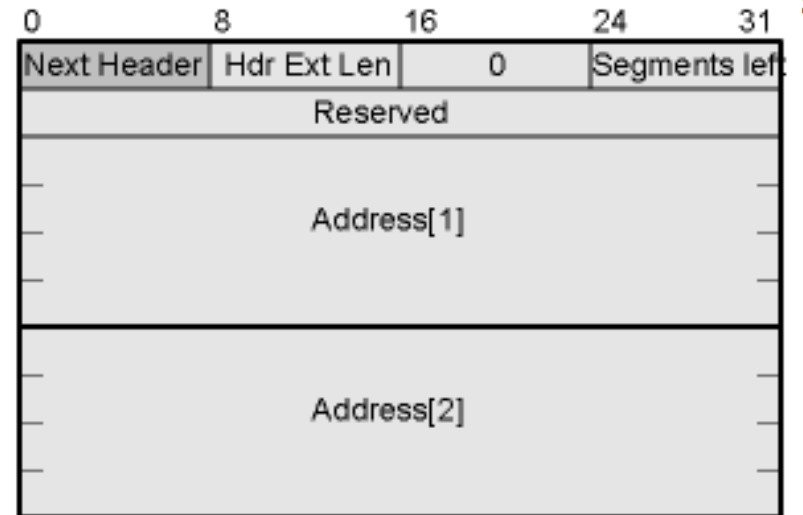 0 8 16 24 31
Next Header Hdr Ext Len 0 Segments left
Reserved
Address[1]
Address[2]